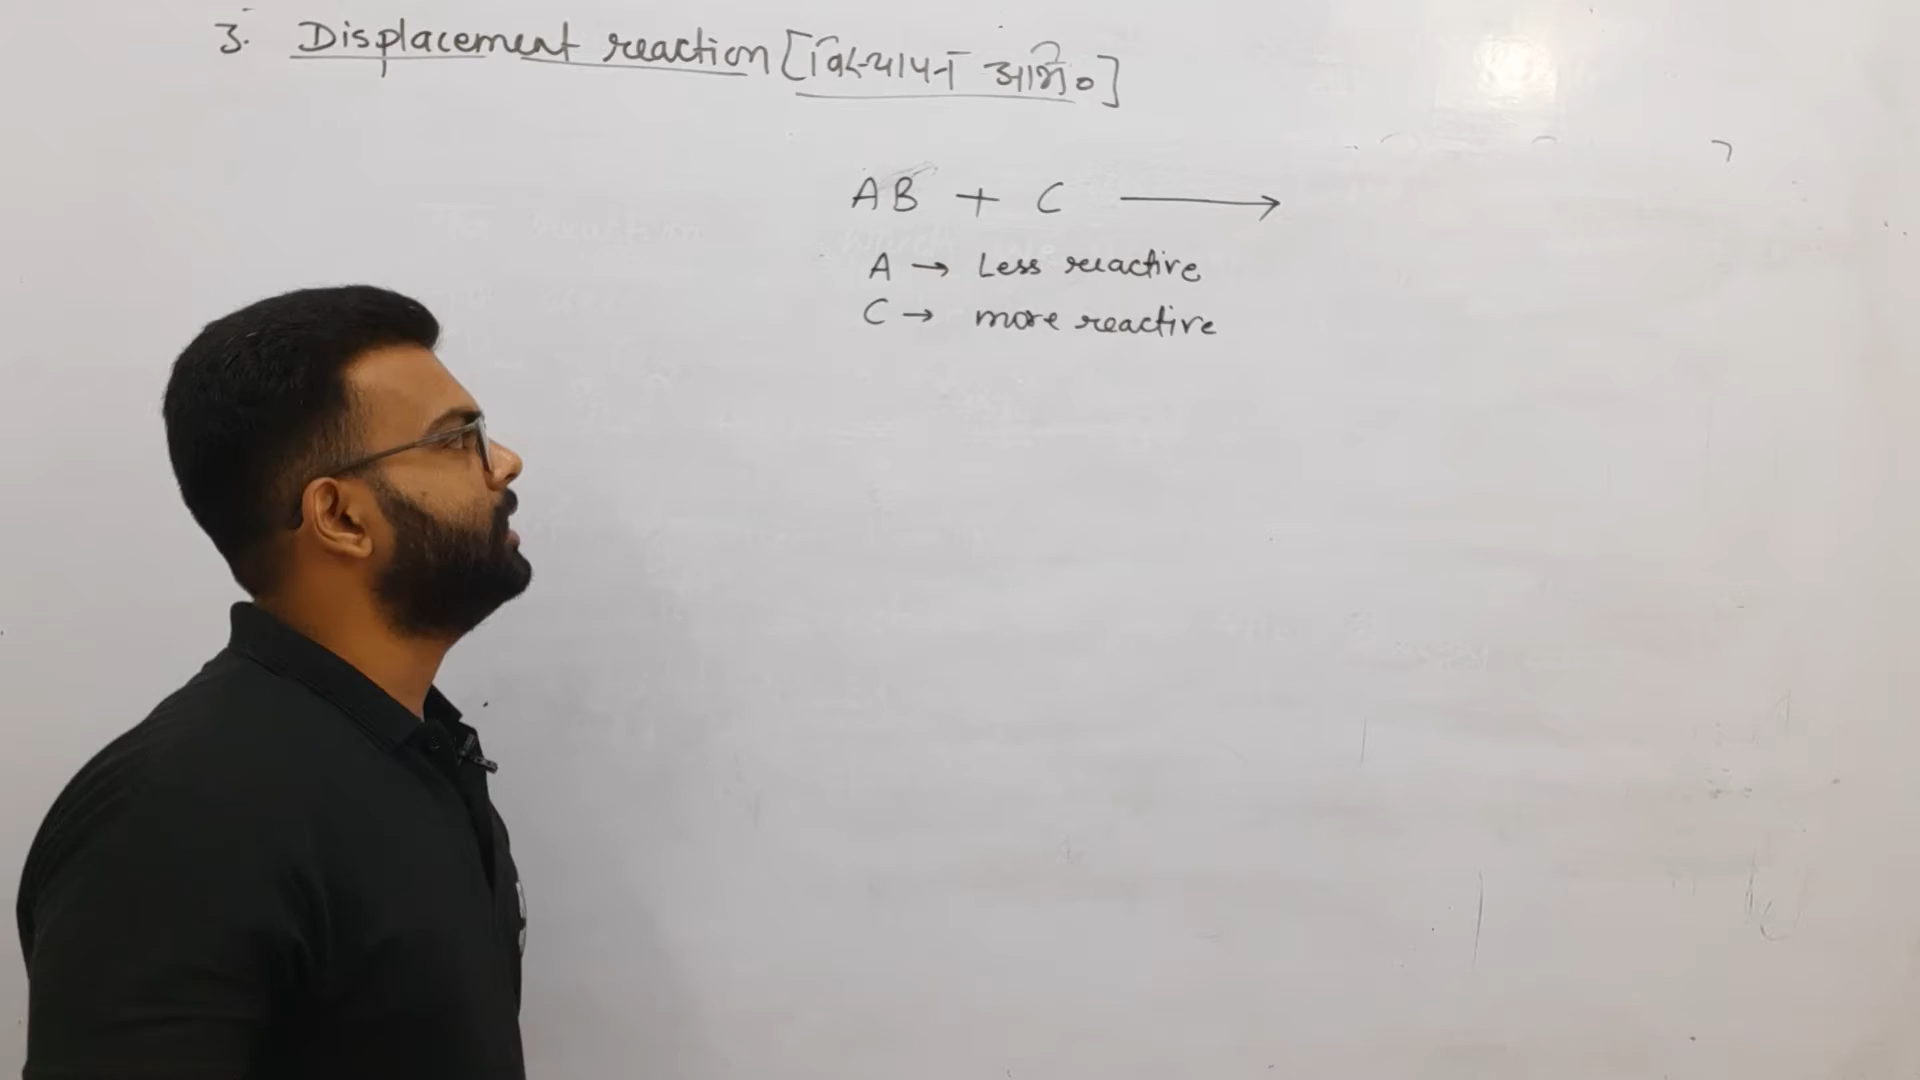 3. Displacement reaction [विस्थापन अभि०]
AB + C ⟶
A → Less reactive
C → more reactive